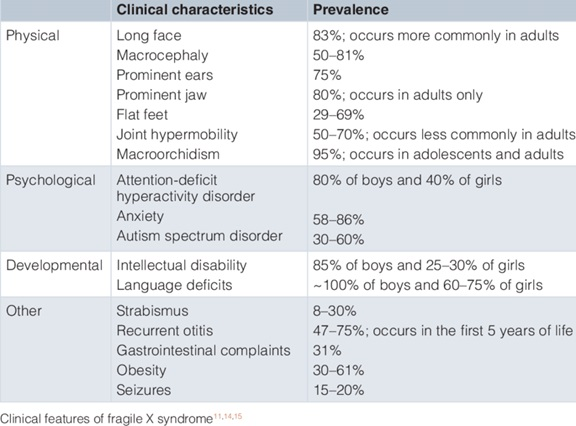 Clinical characteristics Prevalence
Physical Long face 83%; occurs more commonly in adults
Macrocephaly 50–81%
Prominent ears 75%
Prominent jaw 80%; occurs in adults only
Flat feet 29–69%
Joint hypermobility 50–70%; occurs less commonly in adults
Macroorchidism 95%; occurs in adolescents and adults
Psychological Attention-deficit 80% of boys and 40% of girls
hyperactivity disorder
Anxiety 58–86%
Autism spectrum disorder 30–60%
Developmental Intellectual disability 85% of boys and 25–30% of girls
Language deficits ~100% of boys and 60–75% of girls
Other Strabismus 8–30%
Recurrent otitis 47–75%; occurs in the first 5 years of life
Gastrointestinal complaints 31%
Obesity 30–61%
Seizures 15–20%
Clinical features of fragile X syndrome11,14,15